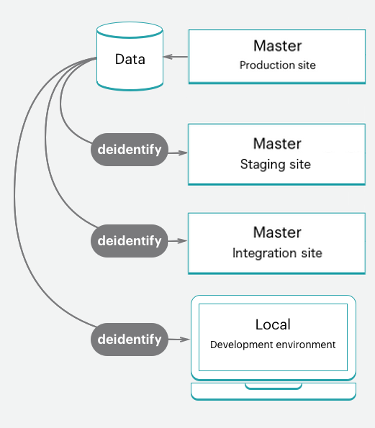 Data
Master
Production site
deidentify
Master
Staging site
deidentify
Master
Integration site
deidentify
Local
Development environment